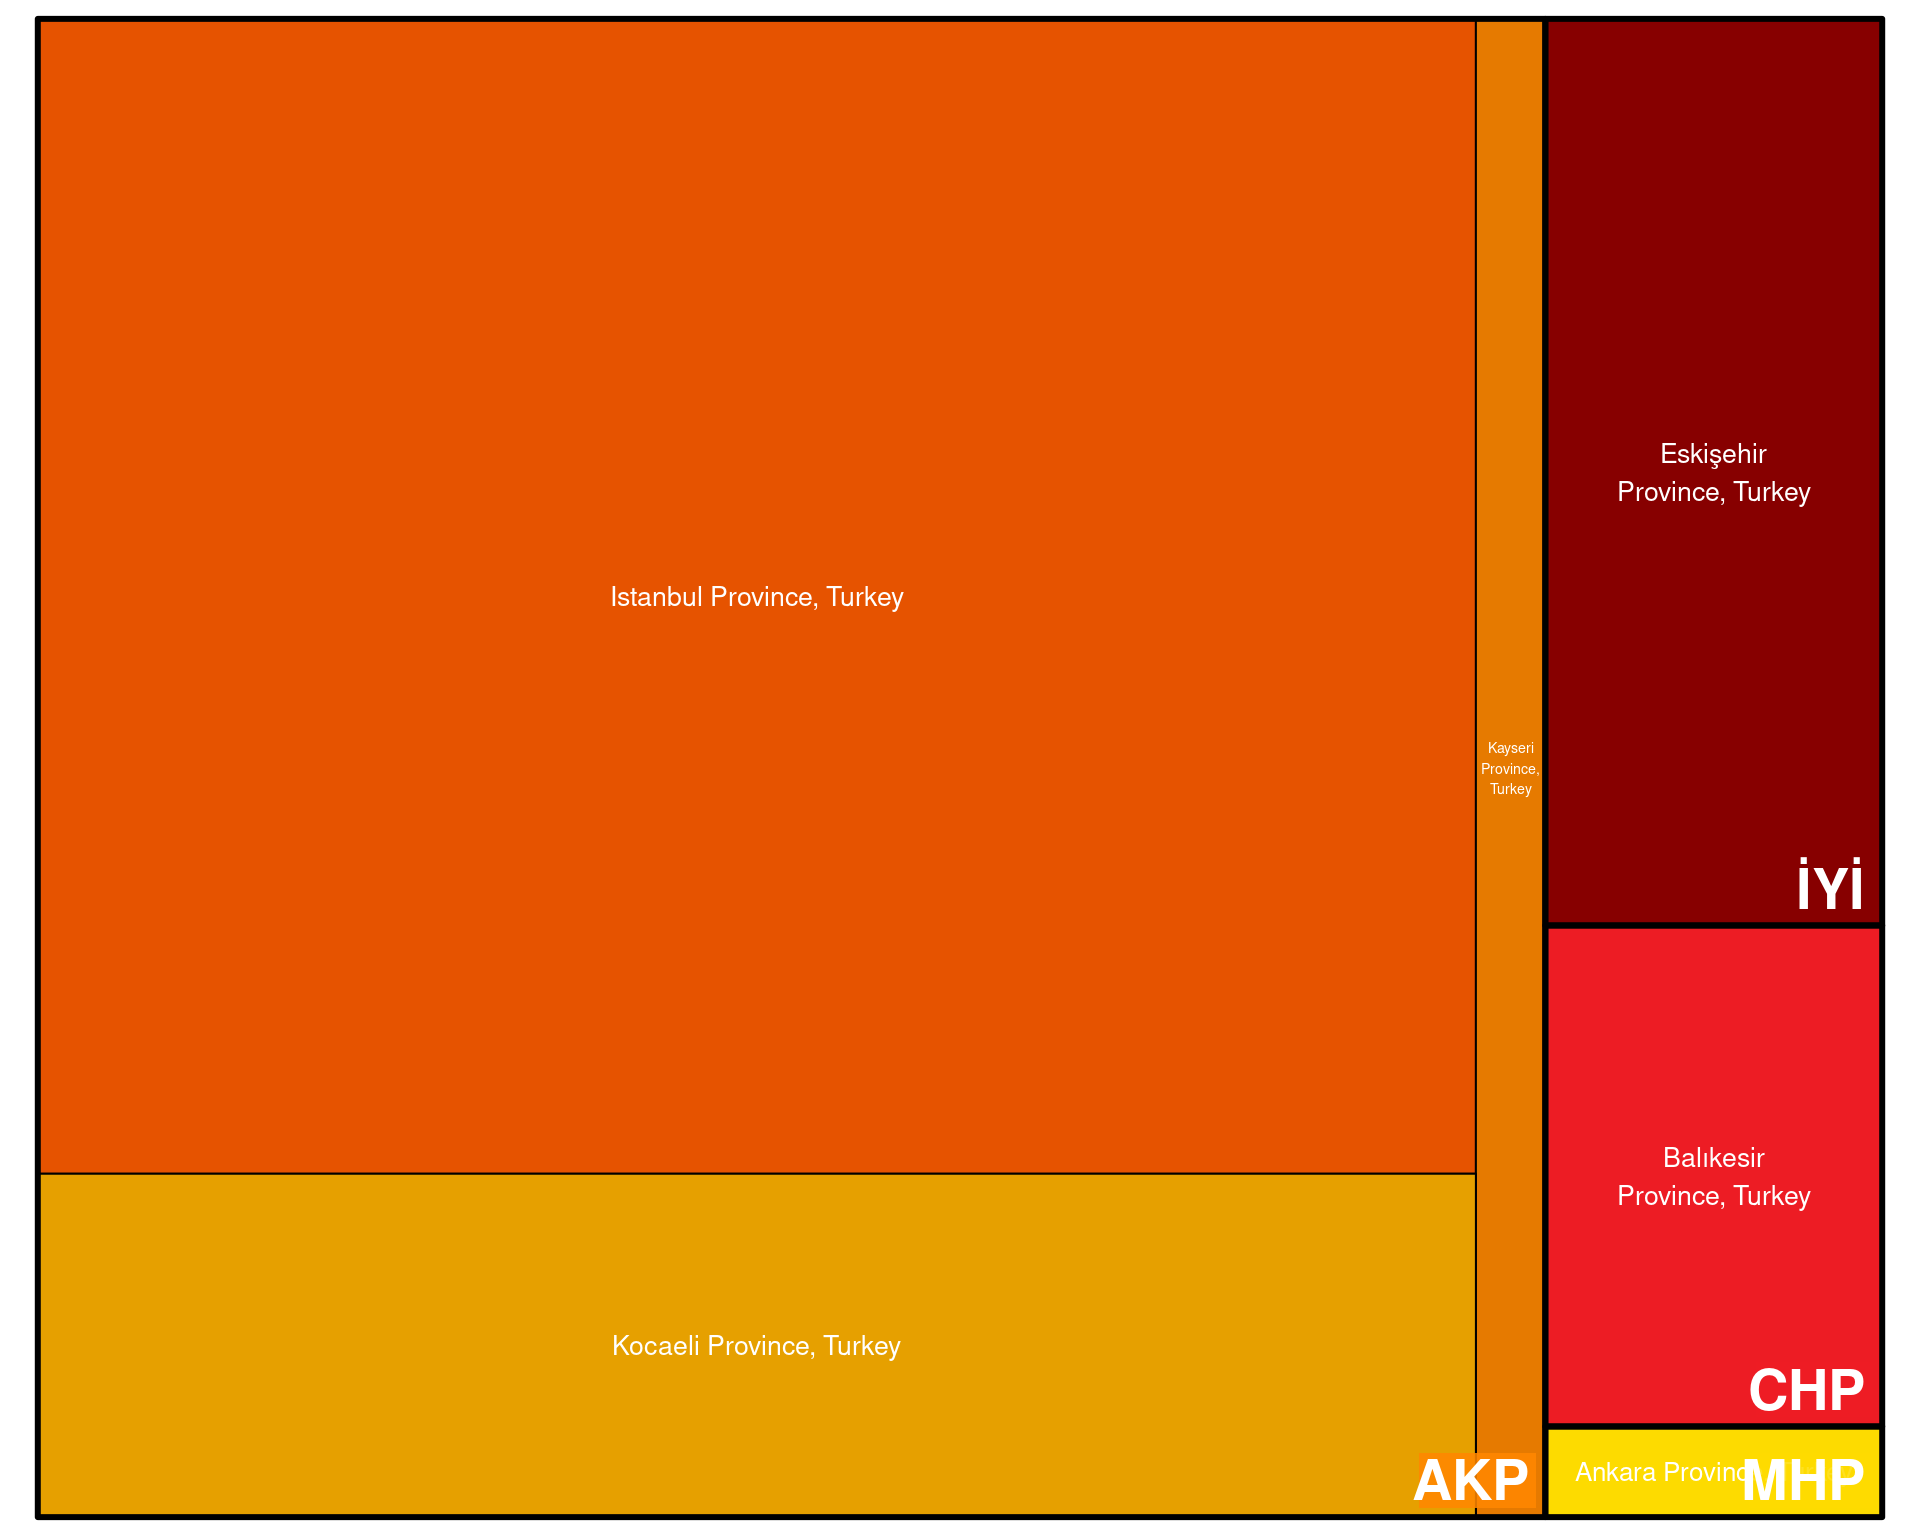 Istanbul Province, Turkey
Kocaeli Province, Turkey
Kayseri
Province,
Turkey
AKP
Eskişehir
Province, Turkey
İYİ
Balıkesir
Province, Turkey
CHP
Ankara
MHP